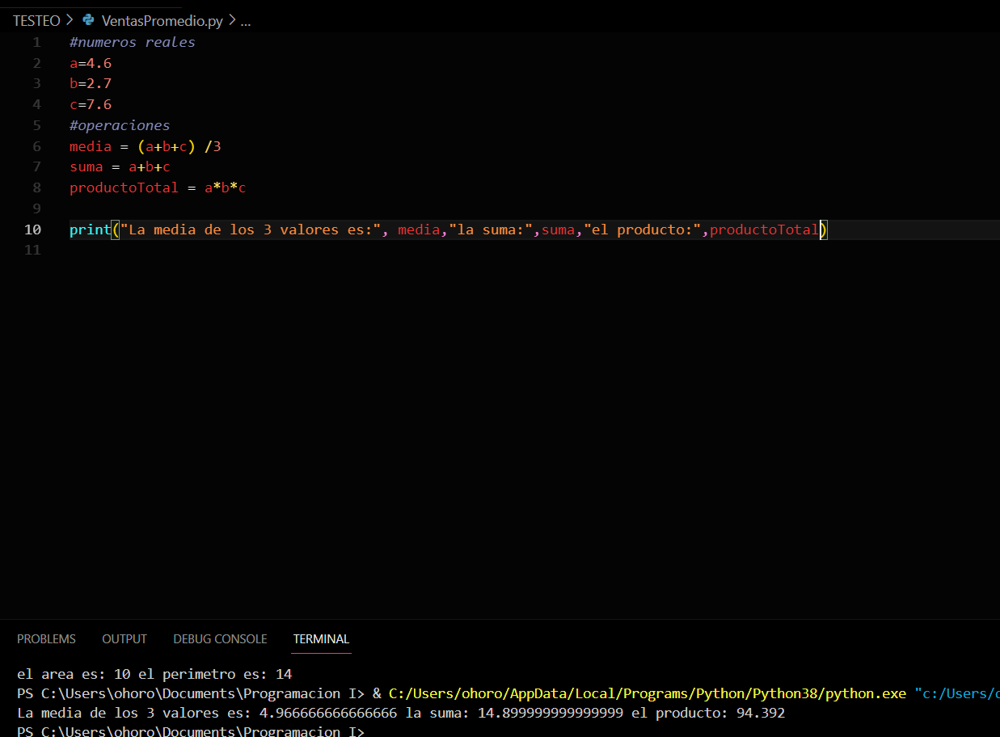 TESTEO > VentasPromedio.py > ...
1 #numeros reales
2 a=4.6
3 b=2.7
4 c=7.6
5 #operaciones
6 media = (a+b+c) /3
7 suma = a+b+c
8 productoTotal = a*b*c
9
10 print("La media de los 3 valores es:", media,"la suma:",suma,"el producto:",productoTotal)
11
PROBLEMS OUTPUT DEBUG CONSOLE TERMINAL
el area es: 10 el perimetro es: 14
PS C:\Users\ohoro\Documents\Programacion I> & C:/Users/ohoro/AppData/Local/Programs/Python/Python38/python.exe "c:/Users/
La media de los 3 valores es: 4.966666666666666 la suma: 14.899999999999999 el producto: 94.392
PS C:\Users\ohoro\Documents\Programacion I>